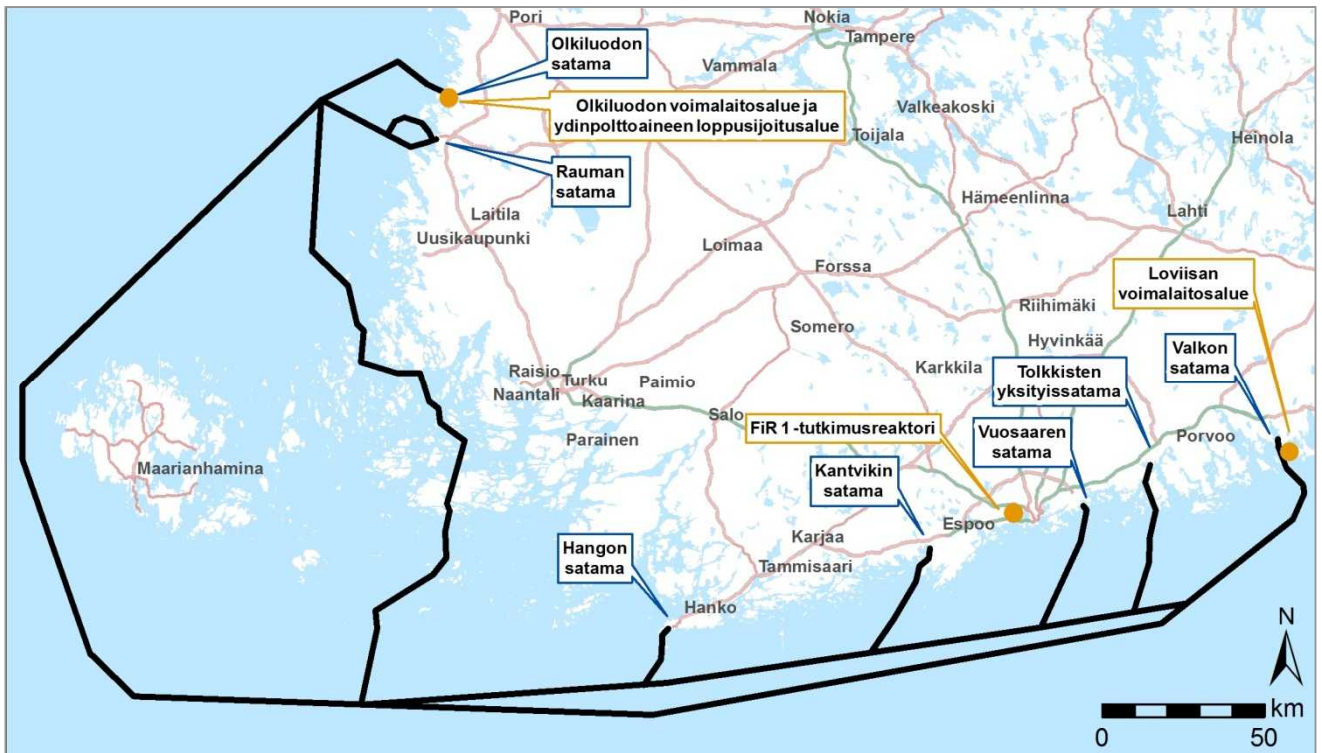 Pori
Nokia
Tampere
Olkiluodon
satama
Vammala
Olkiluodon voimalaitosalue ja
ydinpolttoaineen loppusijoitusalue
Valkeakoski
Toijala
Heinola
Rauman
satama
Hämeenlinna
Lahti
Laitila
Uusikaupunki
Loimaa
Forssa
Loviisan
voimalaitosalue
Riihimäki
Somero
Hyvinkää
Valkon
satama
Karkkila
Tolkkisten
yksityissatama
Raisio
Turku
Paimio
Naantali
Kaarina
Salo
FiR 1 -tutkimusreaktori
Vuosaaren
satama
Porvoo
Parainen
Maarianhamina
Kantvikin
satama
Espoo
Karjaa
Hangon
satama
Tammisaari
Hanko
N
km
0
50